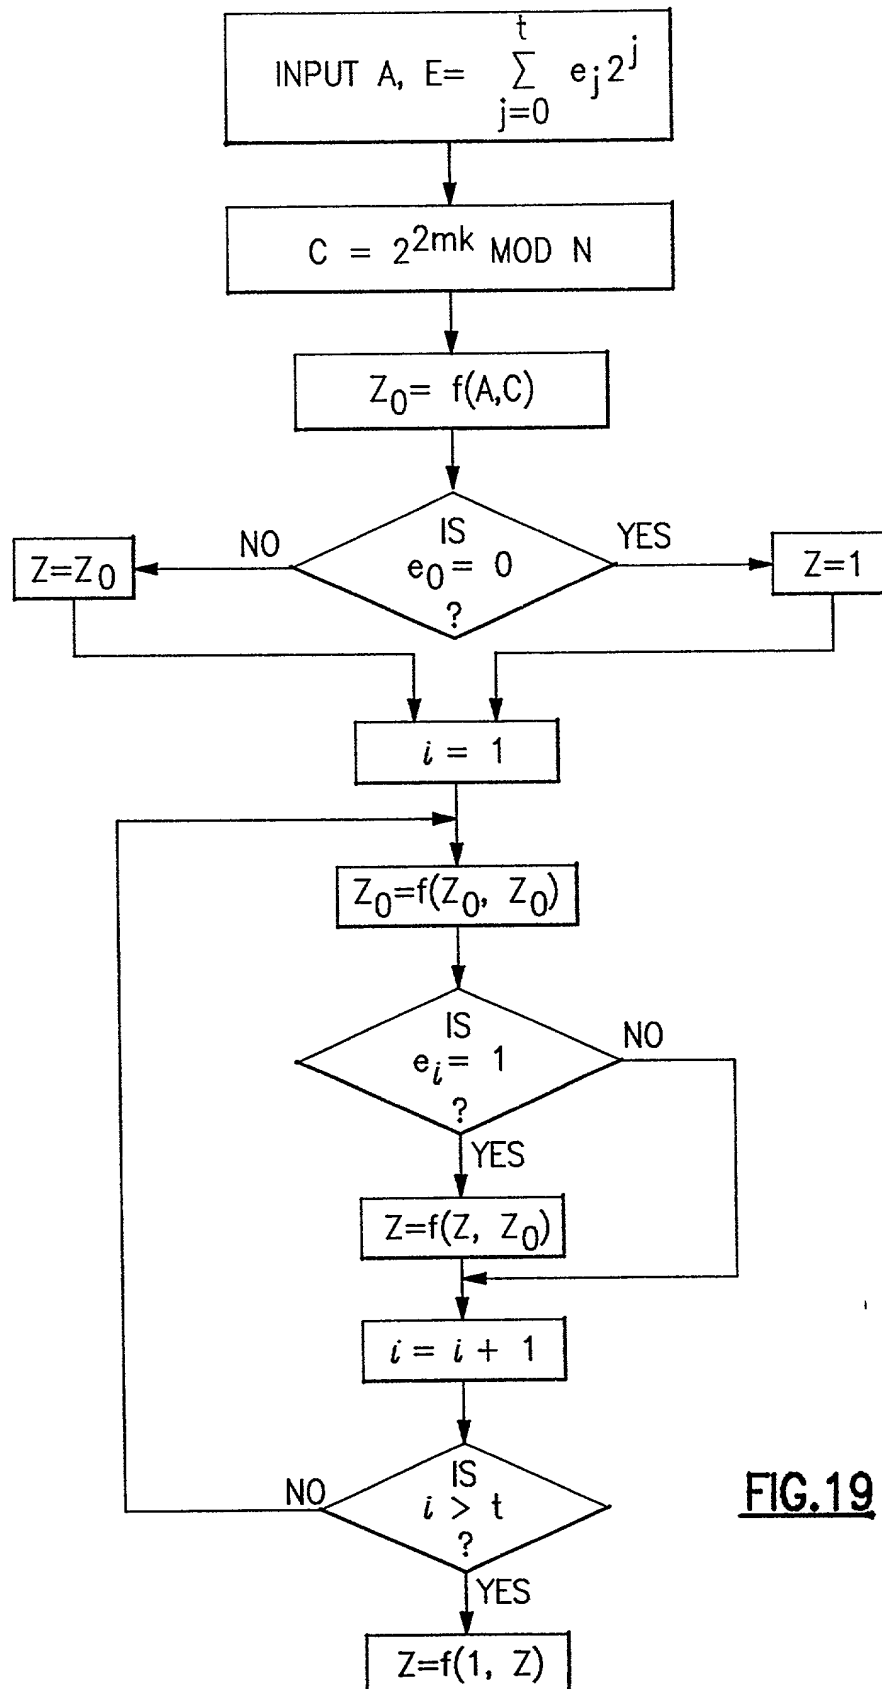 INPUT A, E= t∑j=0 e_j 2^j
C = 2^2mk MOD N
Z_0= f(A,C)
IS
e_0= 0
?
NO
YES
Z=Z_0
Z=1
i = 1
Z_0=f(Z_0, Z_0)
IS
e_i= 1
?
NO
YES
Z=f(Z, Z_0)
i = i + 1
IS
i > t
?
NO
YES
Z=f(1, Z)
FIG.19